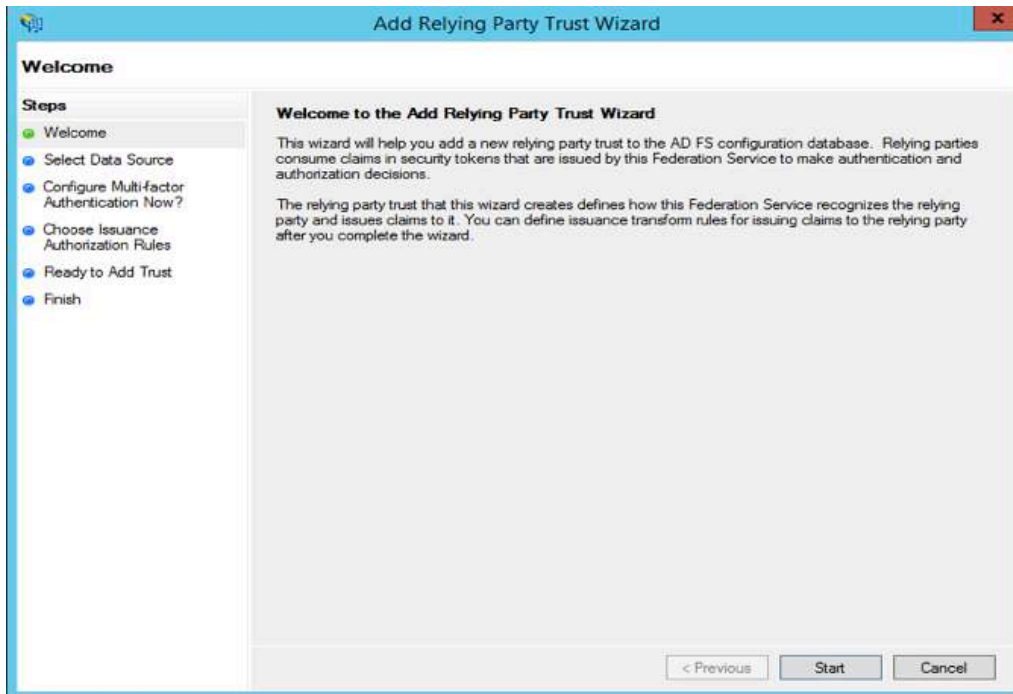 Add Relying Party Trust Wizard
Welcome
Steps
Welcome
Select Data Source
Configure Multi-factor
Authentication Now?
Choose Issuance
Authorization Rules
Ready to Add Trust
Finish
Welcome to the Add Relying Party Trust Wizard
This wizard will help you add a new relying party trust to the AD FS configuration database. Relying parties
consume claims in security tokens that are issued by this Federation Service to make authentication and
authorization decisions.
The relying party trust that this wizard creates defines how this Federation Service recognizes the relying
party and issues claims to it. You can define issuance transform rules for issuing claims to the relying party
after you complete the wizard.
< Previous
Start
Cancel